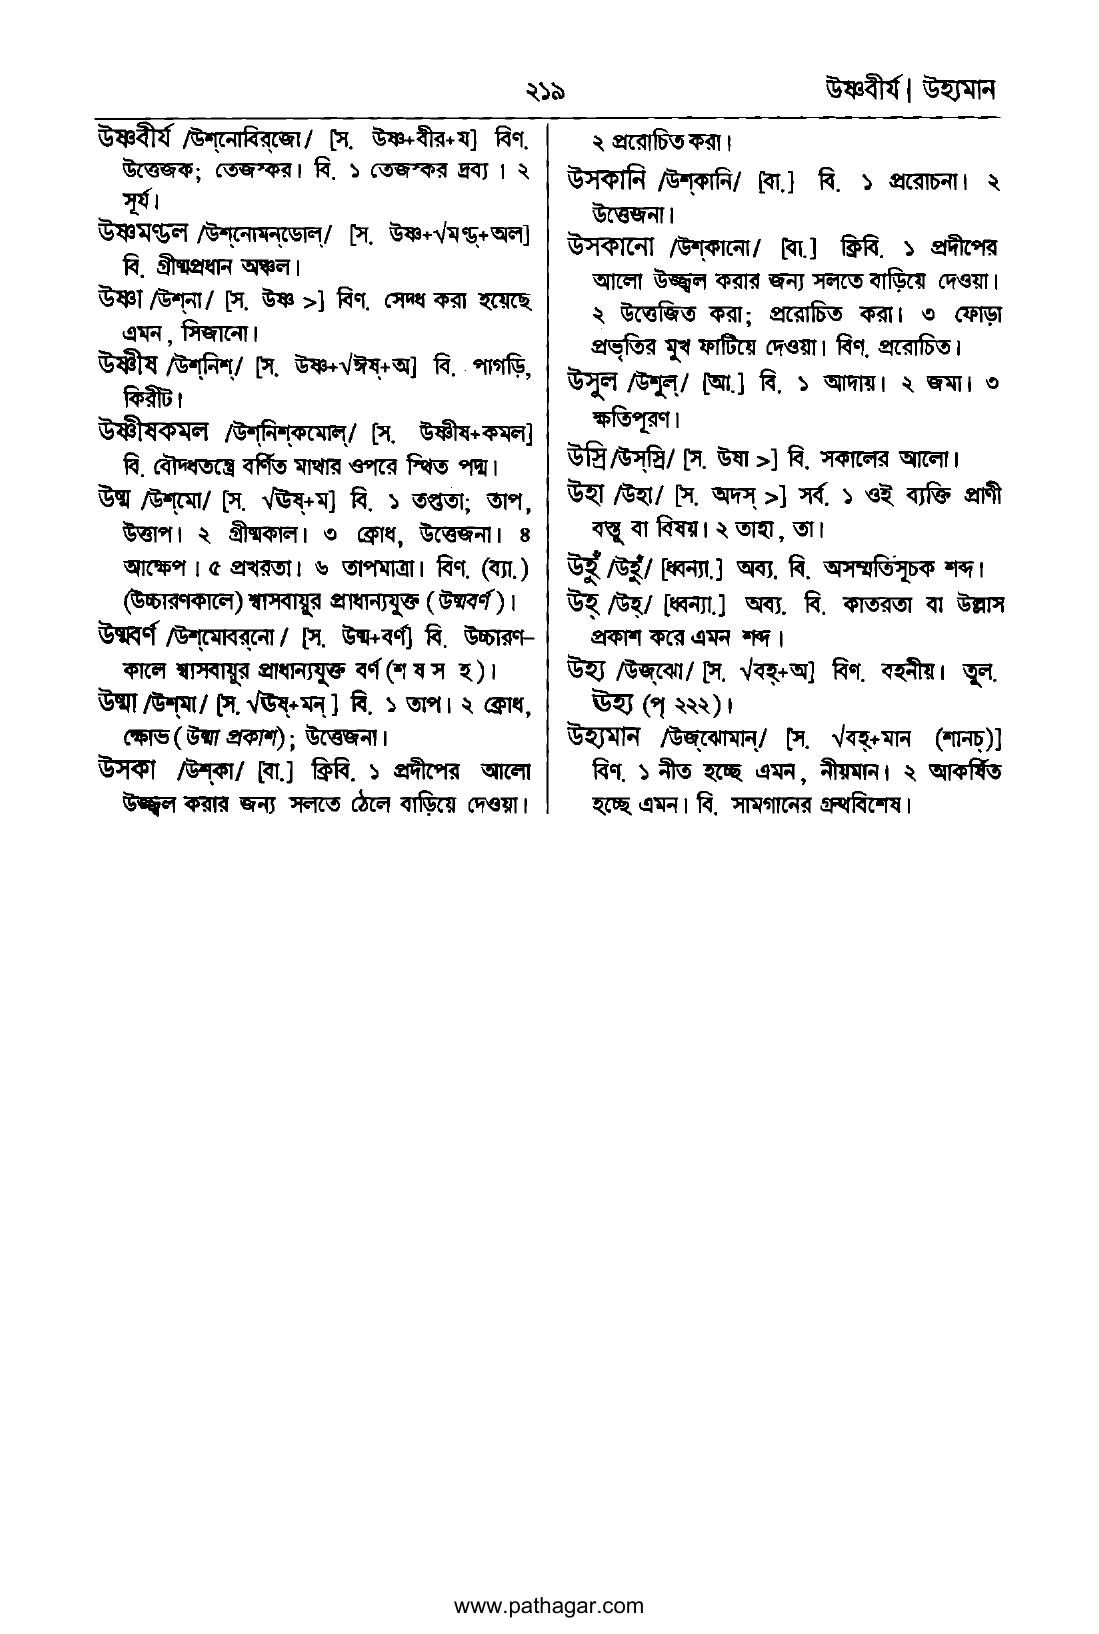 ২১৯
উষ্ণবীর্য | উহ্যমান
উষ্ণবীর্য /উশ্‌নোবির্‌জো/ [স. উষ্ণ+বীর+য] বিণ.
উত্তেজক; তেজস্কর। বি. ১ তেজস্কর দ্রব্য । ২
সূর্য।
উষ্ণমণ্ডল /উশ্‌নোমন্‌ডোল্‌/ [স. উষ্ণ+√মণ্ড্‌+অল]
বি. গ্রীষ্মপ্রধান অঞ্চল।
উষ্ণা /উশ্‌না/ [স. উষ্ণ >] বিণ. সেদ্ধ করা হয়েছে
এমন, সিজানো।
উষ্ণীষ /উশ্‌নিশ্‌/ [স. উষ্ণ+√ঈষ্‌+অ] বি. পাগড়ি,
কিরীট।
উষ্ণীষকমল /উশ্‌নিশ্‌কমোল্‌/ [স. উষ্ণীষ+কমল]
বি. বৌদ্ধতন্ত্রে বর্ণিত মাথার ওপরে স্থিত পদ্ম।
উষ্ম /উশ্‌মো/ [স. √ঊষ্‌+ম] বি. ১ তপ্ততা; তাপ,
উত্তাপ। ২ গ্রীষ্মকাল। ৩ ক্রোধ, উত্তেজনা। ৪
আক্ষেপ। ৫ প্রখরতা। ৬ তাপমাত্রা। বিণ. (ব্যা.)
(উচ্চারণকালে) শ্বাসবায়ুর প্রাধান্যযুক্ত (উষ্মবর্ণ)।
উষ্মবর্ণ /উশ্‌মোবর্‌নো/ [স. উষ্ম+বর্ণ] বি. উচ্চারণ-
কালে শ্বাসবায়ুর প্রাধান্যযুক্ত বর্ণ (শ ষ স হ)।
উষ্মা /উশ্‌মা/ [স. √ঊষ্‌+মন্‌ ] বি. ১ তাপ। ২ ক্রোধ,
ক্ষোভ (উষ্মা প্রকাশ); উত্তেজনা।
উসকা /উশ্‌কা/ [বা.] ক্রিবি. ১ প্রদীপের আলো
উজ্জ্বল করার জন্য সলতে ঠেলে বাড়িয়ে দেওয়া।
২ প্ররোচিত করা।
উসকানি /উশ্‌কানি/ [বা.] বি. ১ প্ররোচনা। ২
উত্তেজনা।
উসকানো /উশ্‌কানো/ [বা.] ক্রিবি. ১ প্রদীপের
আলো উজ্জ্বল করার জন্য সলতে বাড়িয়ে দেওয়া।
২ উত্তেজিত করা; প্ররোচিত করা। ৩ ফোড়া
প্রভৃতির মুখ ফাটিয়ে দেওয়া। বিণ. প্ররোচিত।
উসুল /উশুল্‌/ [আ.] বি. ১ আদায়। ২ জমা। ৩
ক্ষতিপূরণ।
উস্রি /উস্‌স্রি/ [স. উষা >] বি. সকালের আলো।
উহা /উহা/ [স. অদস্‌ >] সর্ব. ১ ওই ব্যক্তি প্রাণী
বস্তু বা বিষয়। ২ তাহা, তা।
উহুঁ /উহুঁ/ [ধ্বন্যা.] অব্য. বি. অসম্মতিসূচক শব্দ।
উহ্‌ /উহ্‌/ [ধ্বন্যা.] অব্য. বি. কাতরতা বা উল্লাস
প্রকাশ করে এমন শব্দ।
উহ্য /উজ্‌ঝো/ [স. √বহ্‌+অ] বিণ. বহনীয়। তুল.
ঊহ্য (পৃ ২২২)।
উহ্যমান /উজ্‌ঝোমান্‌/ [স. √বহ্‌+মান (শানচ্‌)]
বিণ. ১ নীত হচ্ছে এমন, নীয়মান। ২ আকর্ষিত
হচ্ছে এমন। বি. সামগানের গ্রন্থবিশেষ।
www.pathagar.com